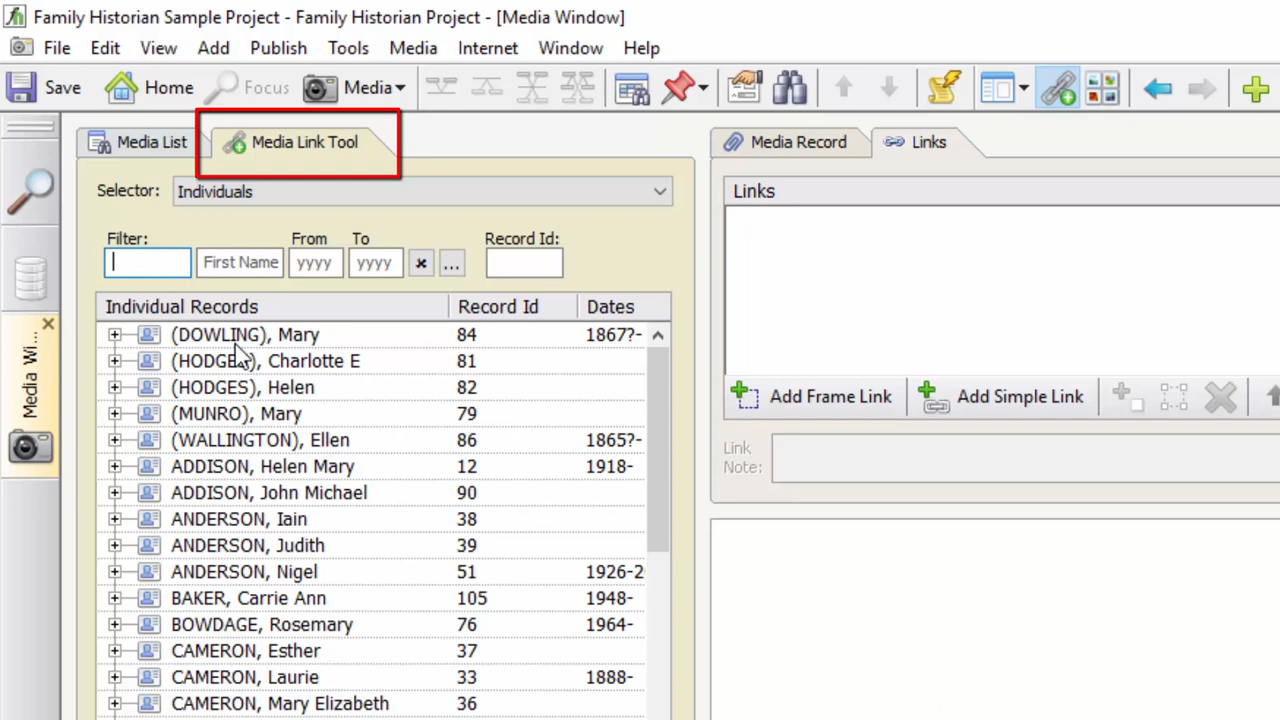 Family Historian Sample Project - Family Historian Project - [Media Window]
File Edit View Add Publish Tools Media Internet Window Help
Save Home Focus Media
Media List Media Link Tool
Selector: Individuals
Filter: From To Record Id:
First Name yyyy yyyy ...
Individual Records Record Id Dates
(DOWLING), Mary 84 1867?-
Charlotte E 81
(HODGES), Helen 82
(MUNRO), Mary 79
(WALLINGTON), Ellen 86 1865?-
ADDISON, Helen Mary 12 1918-
ADDISON, John Michael 90
ANDERSON, Iain 38
ANDERSON, Judith 39
ANDERSON, Nigel 51 1926-2
BAKER, Carrie Ann 105 1948-
BOWDAGE, Rosemary 76 1964-
CAMERON, Esther 37
CAMERON, Laurie 33 1888-
CAMERON, Mary Elizabeth 36
Media Wi...
Media Record Links
Links
Add Frame Link Add Simple Link
Link
Note: